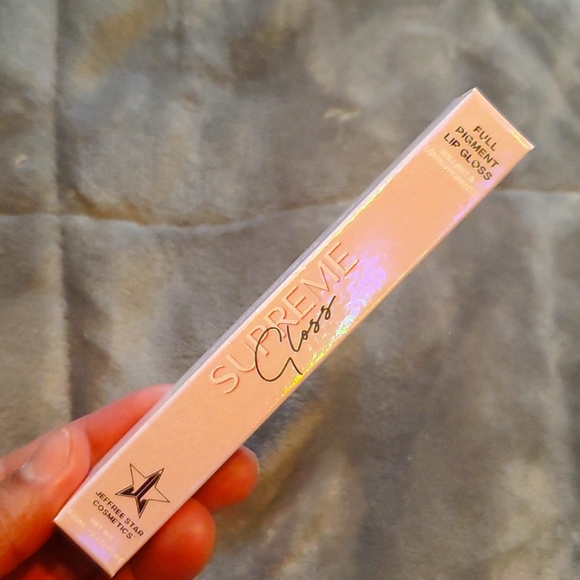 FULL
PIGMENT
LIP GLOSS
SUPREME
Gloss
JEFFREE STAR
COSMETICS